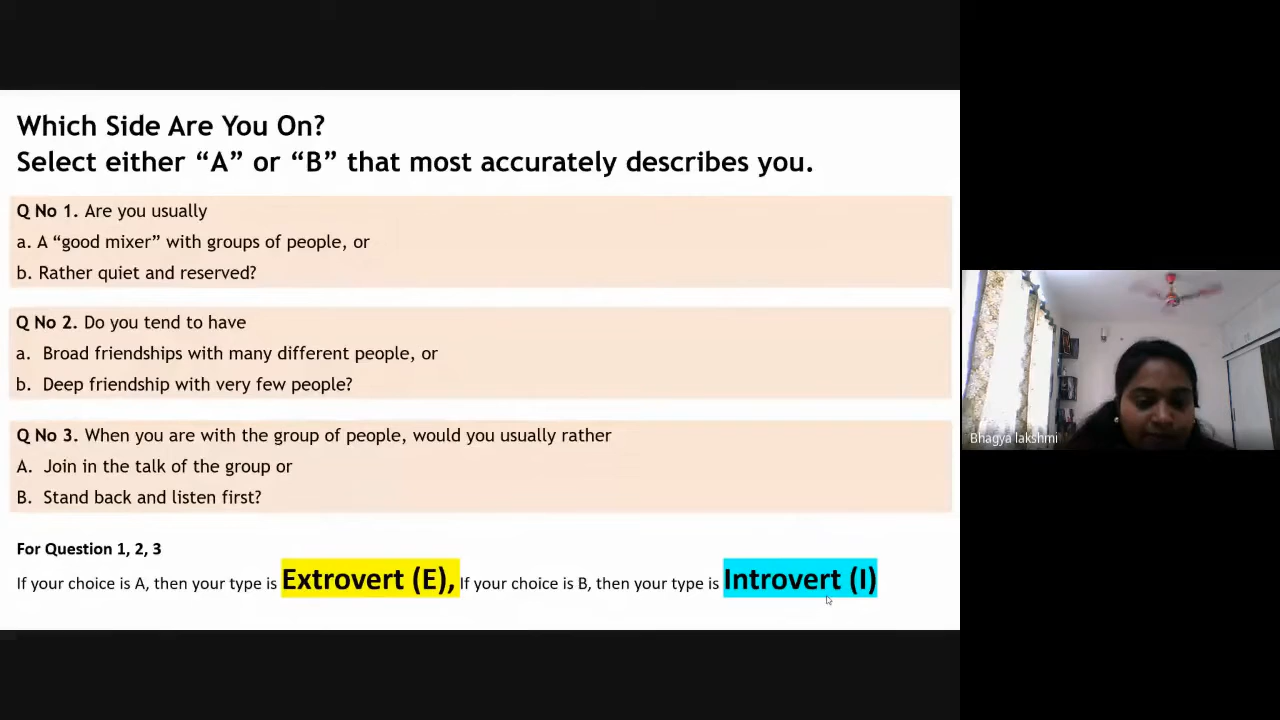 Which Side Are You On?
Select either “A” or “B” that most accurately describes you.
Q No 1. Are you usually
a. A “good mixer” with groups of people, or
b. Rather quiet and reserved?
Q No 2. Do you tend to have
a. Broad friendships with many different people, or
b. Deep friendship with very few people?
Q No 3. When you are with the group of people, would you usually rather
A. Join in the talk of the group or
B. Stand back and listen first?
For Question 1, 2, 3
If your choice is A, then your type is Extrovert (E), If your choice is B, then your type is Introvert (I)
Bhagya lakshmi